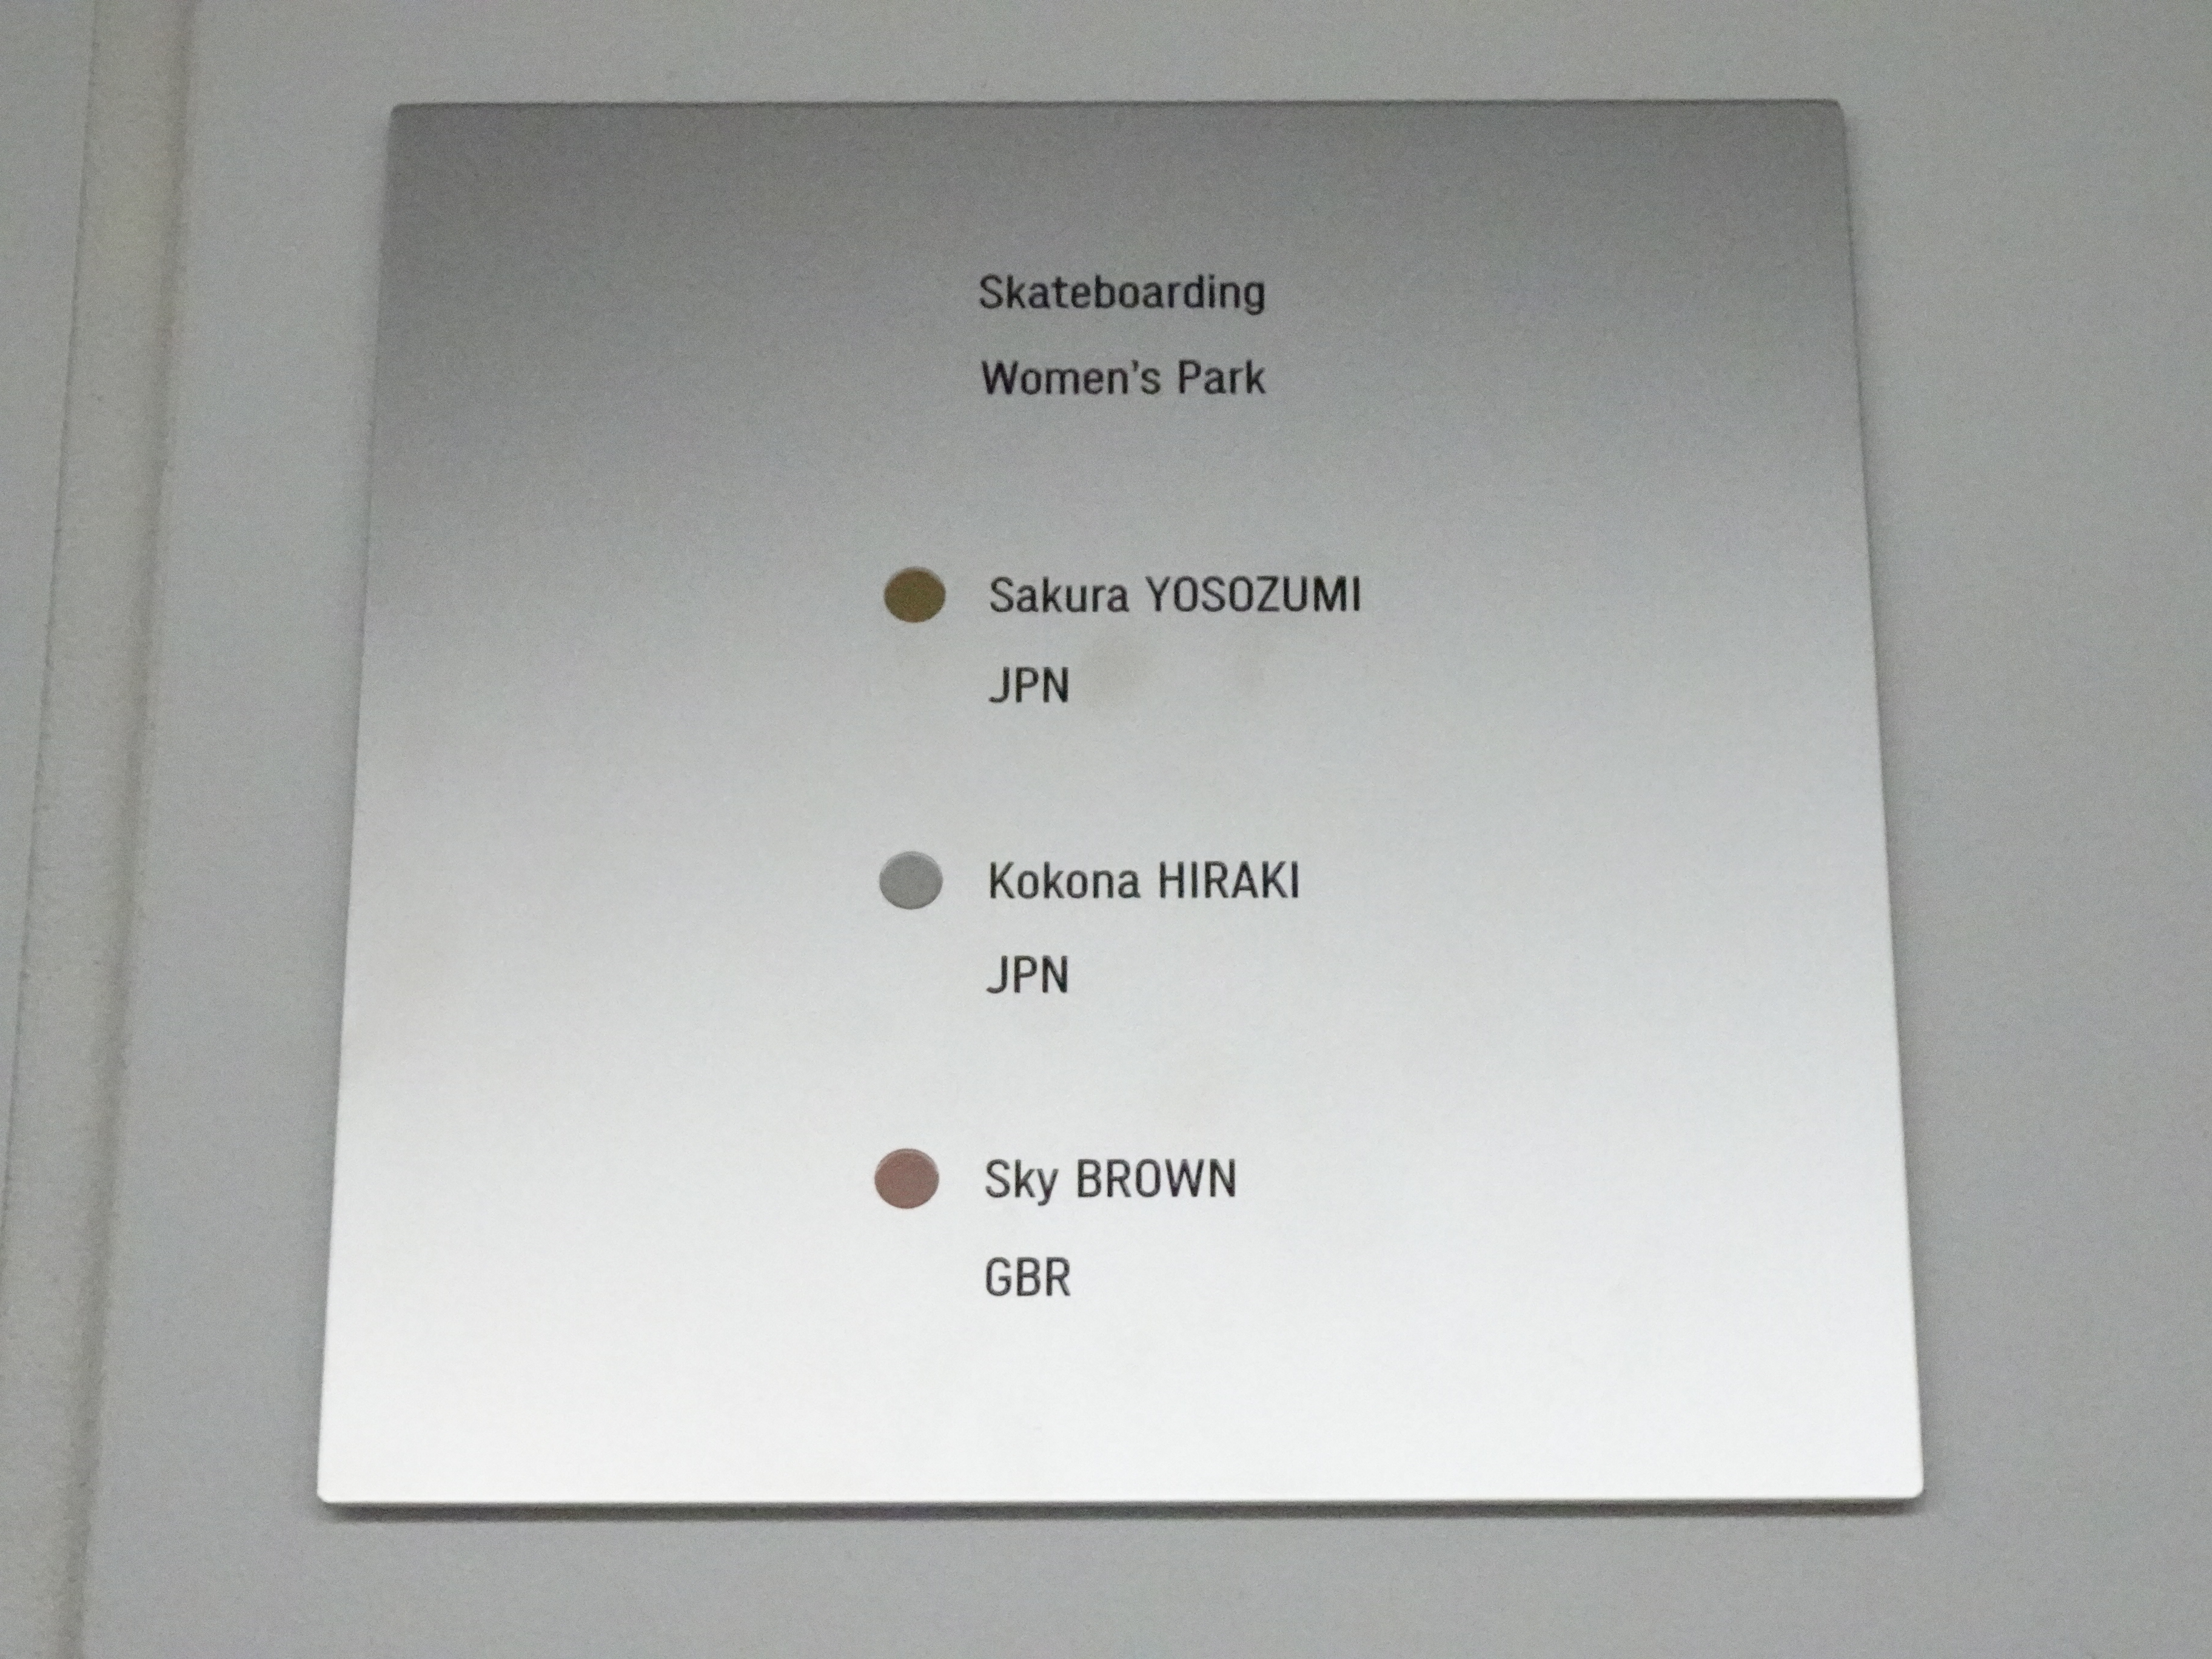 Skateboarding
Women's Park
Sakura YOSOZUMI
JPN
Kokona HIRAKI
JPN
Sky BROWN
GBR